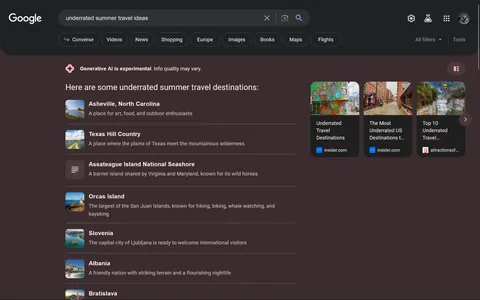 Google
underrated summer travel ideas
Converse
Videos
News
Shopping
Europe
Images
Books
Maps
Flights
All filters
Tools
Generative AI is experimental. Info quality may vary.
Here are some underrated summer travel destinations:
Asheville, North Carolina
A place for art, food, and outdoor enthusiasts
Texas Hill Country
A place where the plains of Texas meet the mountainous wilderness
Assateague Island National Seashore
A barrier island shared by Virginia and Maryland, known for its wild horses
Orcas Island
The largest of the San Juan Islands, known for hiking, biking, whale watching, and
kayaking
Slovenia
The capital city of Ljubljana is ready to welcome international visitors
Albania
A friendly nation with striking terrain and a flourishing nightlife
Bratislava
Underrated
Travel
Destinations
insider.com
The Most
Underrated US
Destinations t...
insider.com
Top 10
Underrated
Travel...
attractionsof...